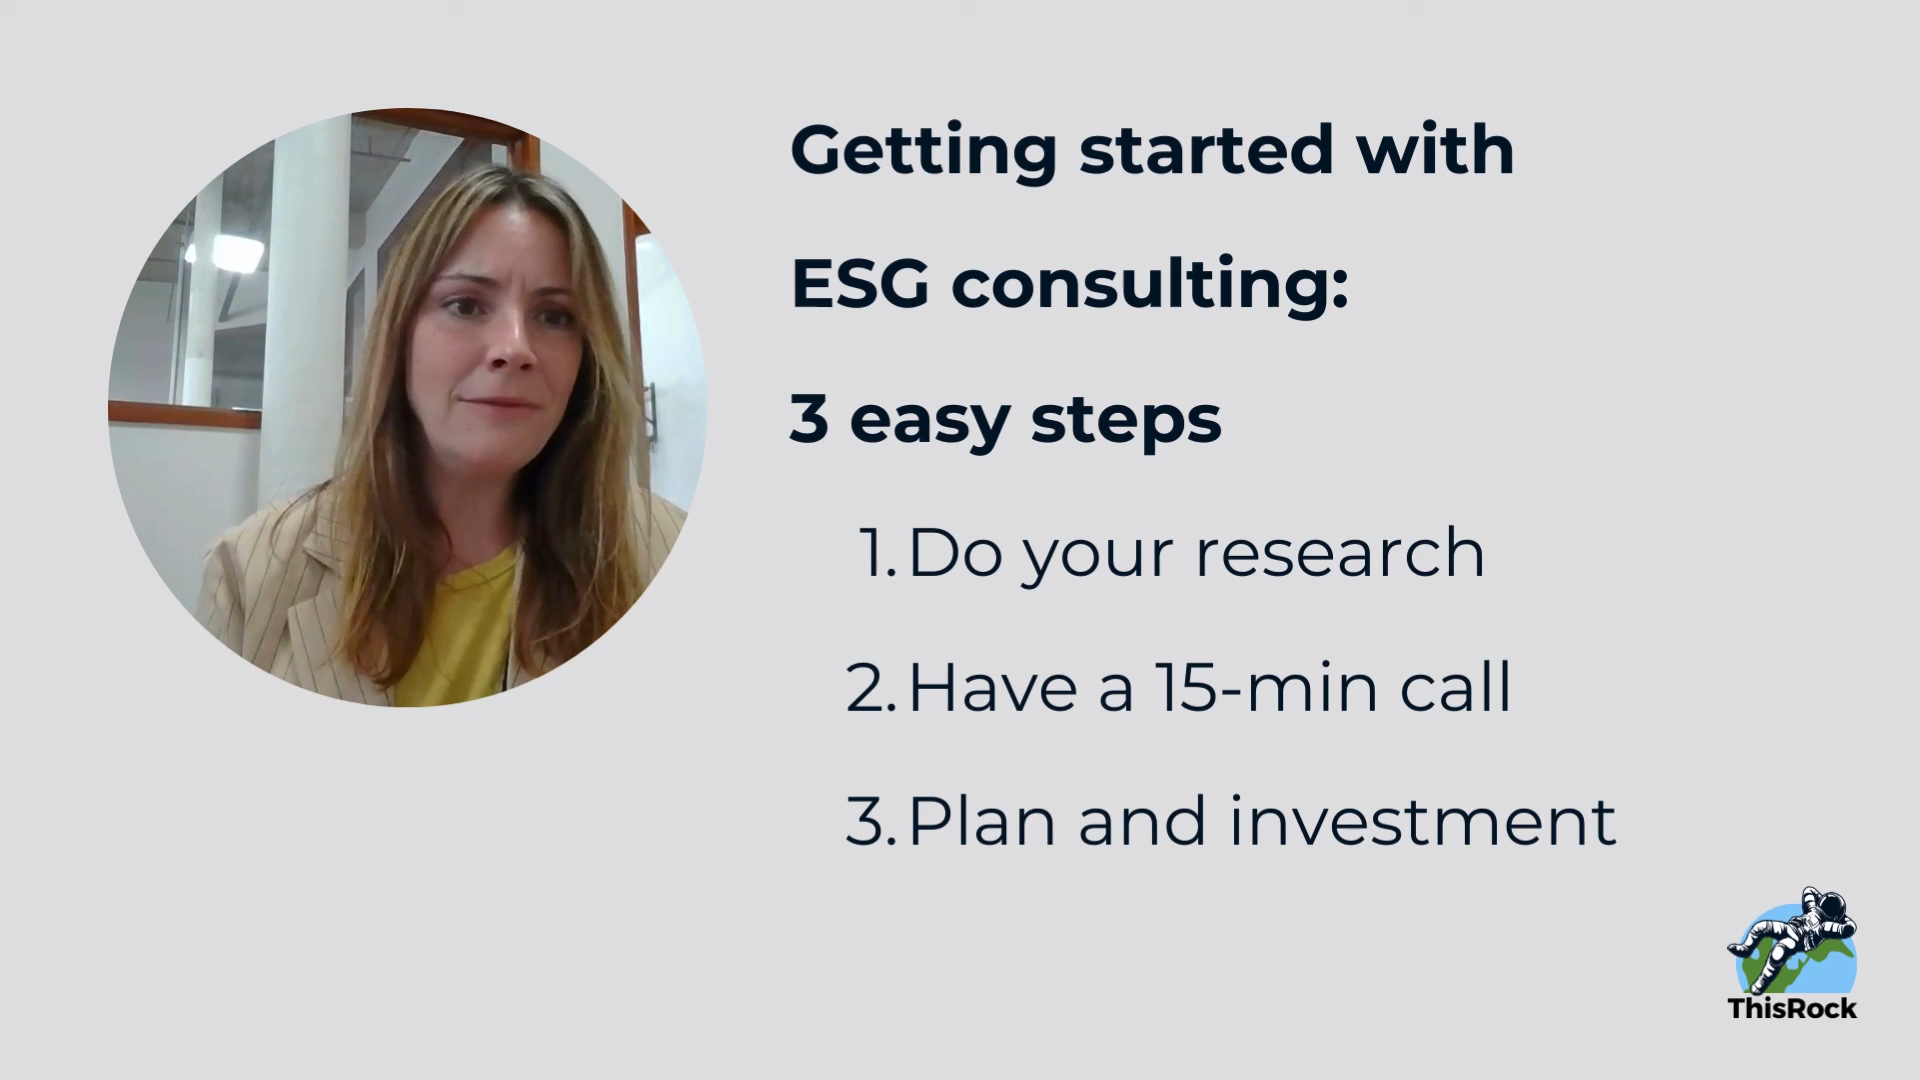 Getting started with
ESG consulting:
3 easy steps
1. Do your research
2. Have a 15-min call
3. Plan and investment
ThisRock